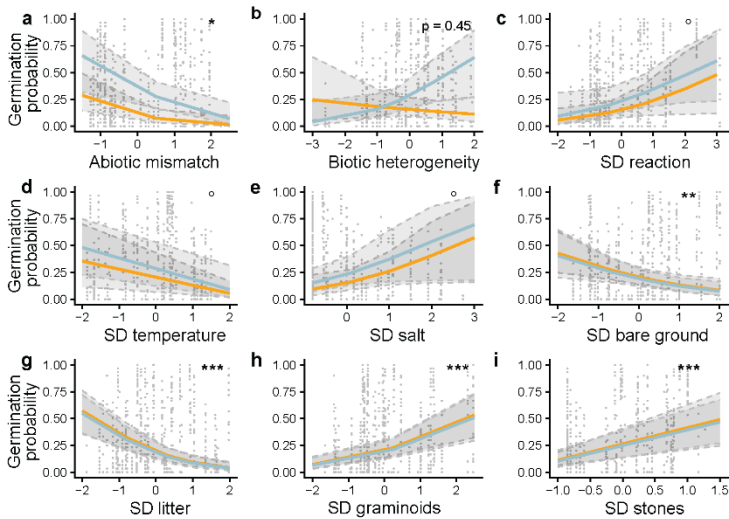 a
*
Germination
probability
1.00
0.75
0.50
0.25
0.00
−1 0 1 2
Abiotic mismatch
b
p = 0.45
1.00
0.75
0.50
0.25
0.00
−3 −2 −1 0 1 2
Biotic heterogeneity
c
°
1.00
0.75
0.50
0.25
0.00
−2 −1 0 1 2 3
SD reaction
d
°
Germination
probability
1.00
0.75
0.50
0.25
0.00
−2 −1 0 1 2
SD temperature
e
°
1.00
0.75
0.50
0.25
0.00
0 1 2 3
SD salt
f
**
1.00
0.75
0.50
0.25
0.00
−2 −1 0 1 2
SD bare ground
g
***
Germination
probability
1.00
0.75
0.50
0.25
0.00
−2 −1 0 1 2
SD litter
h
***
1.00
0.75
0.50
0.25
0.00
−2 −1 0 1 2
SD graminoids
i
***
1.00
0.75
0.50
0.25
0.00
−1.0 −0.5 0.0 0.5 1.0 1.5
SD stones